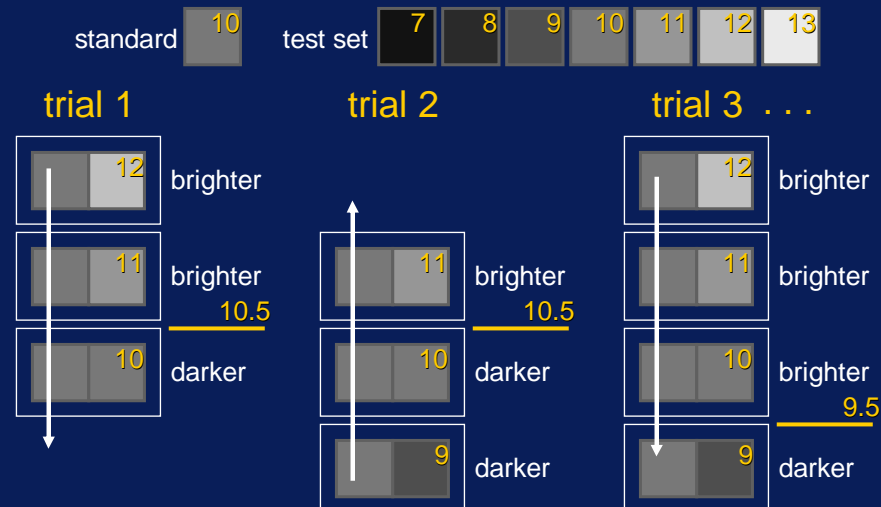 standard 10 test set 7 8 9 10 11 12 13
trial 1
12 brighter
11 brighter
10.5
10 darker
trial 2
11 brighter
10.5
10 darker
9 darker
trial 3 . . .
12 brighter
11 brighter
10 brighter
9.5
9 darker